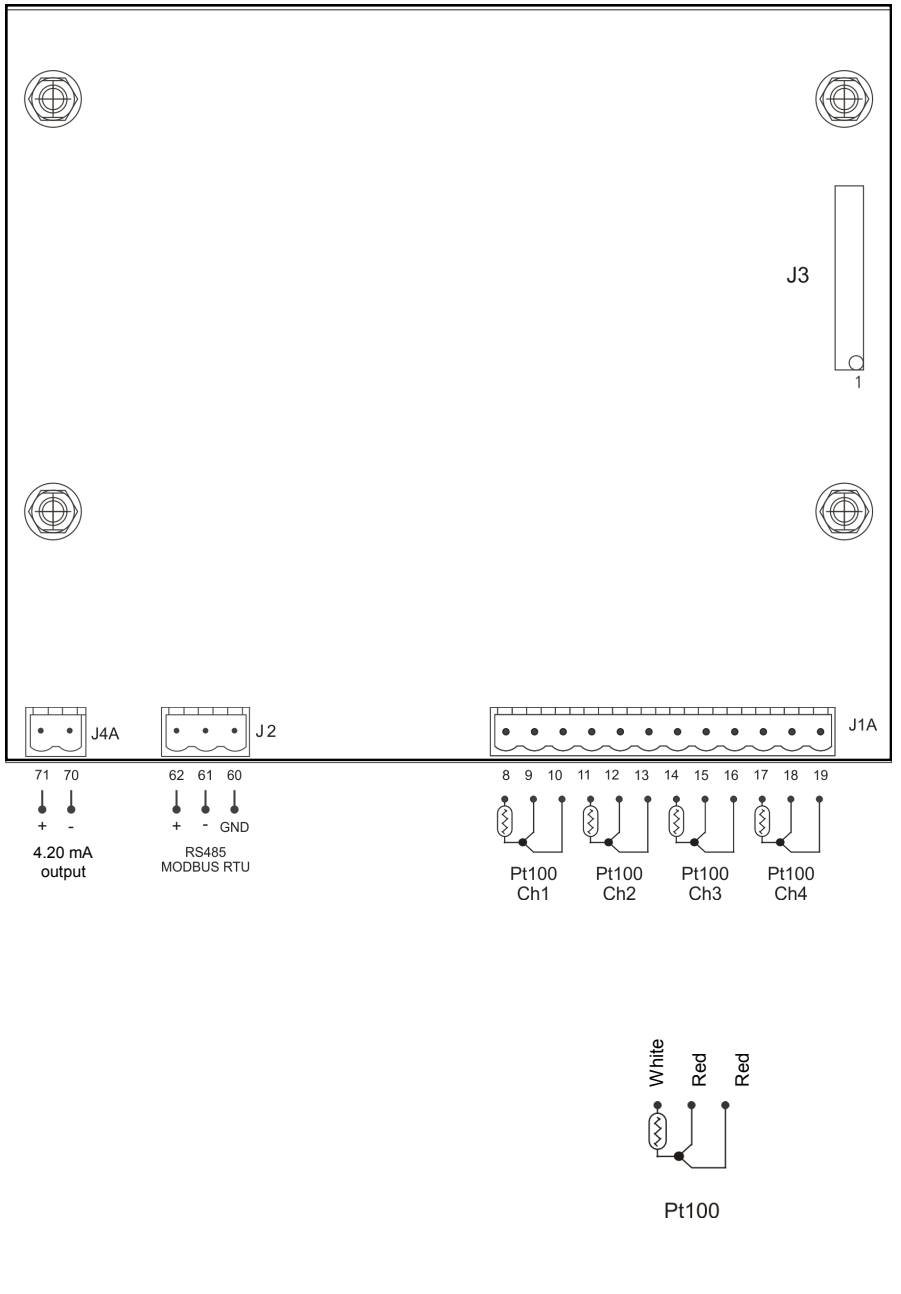 J3
1
J4A
J 2
J1A
71 70
62 61 60
8 9 10 11 12 13 14 15 16 17 18 19
+ -
+ - GND
4.20 mA
output
RS485
MODBUS RTU
Pt100
Ch1
Pt100
Ch2
Pt100
Ch3
Pt100
Ch4
White
Red
Red
Pt100